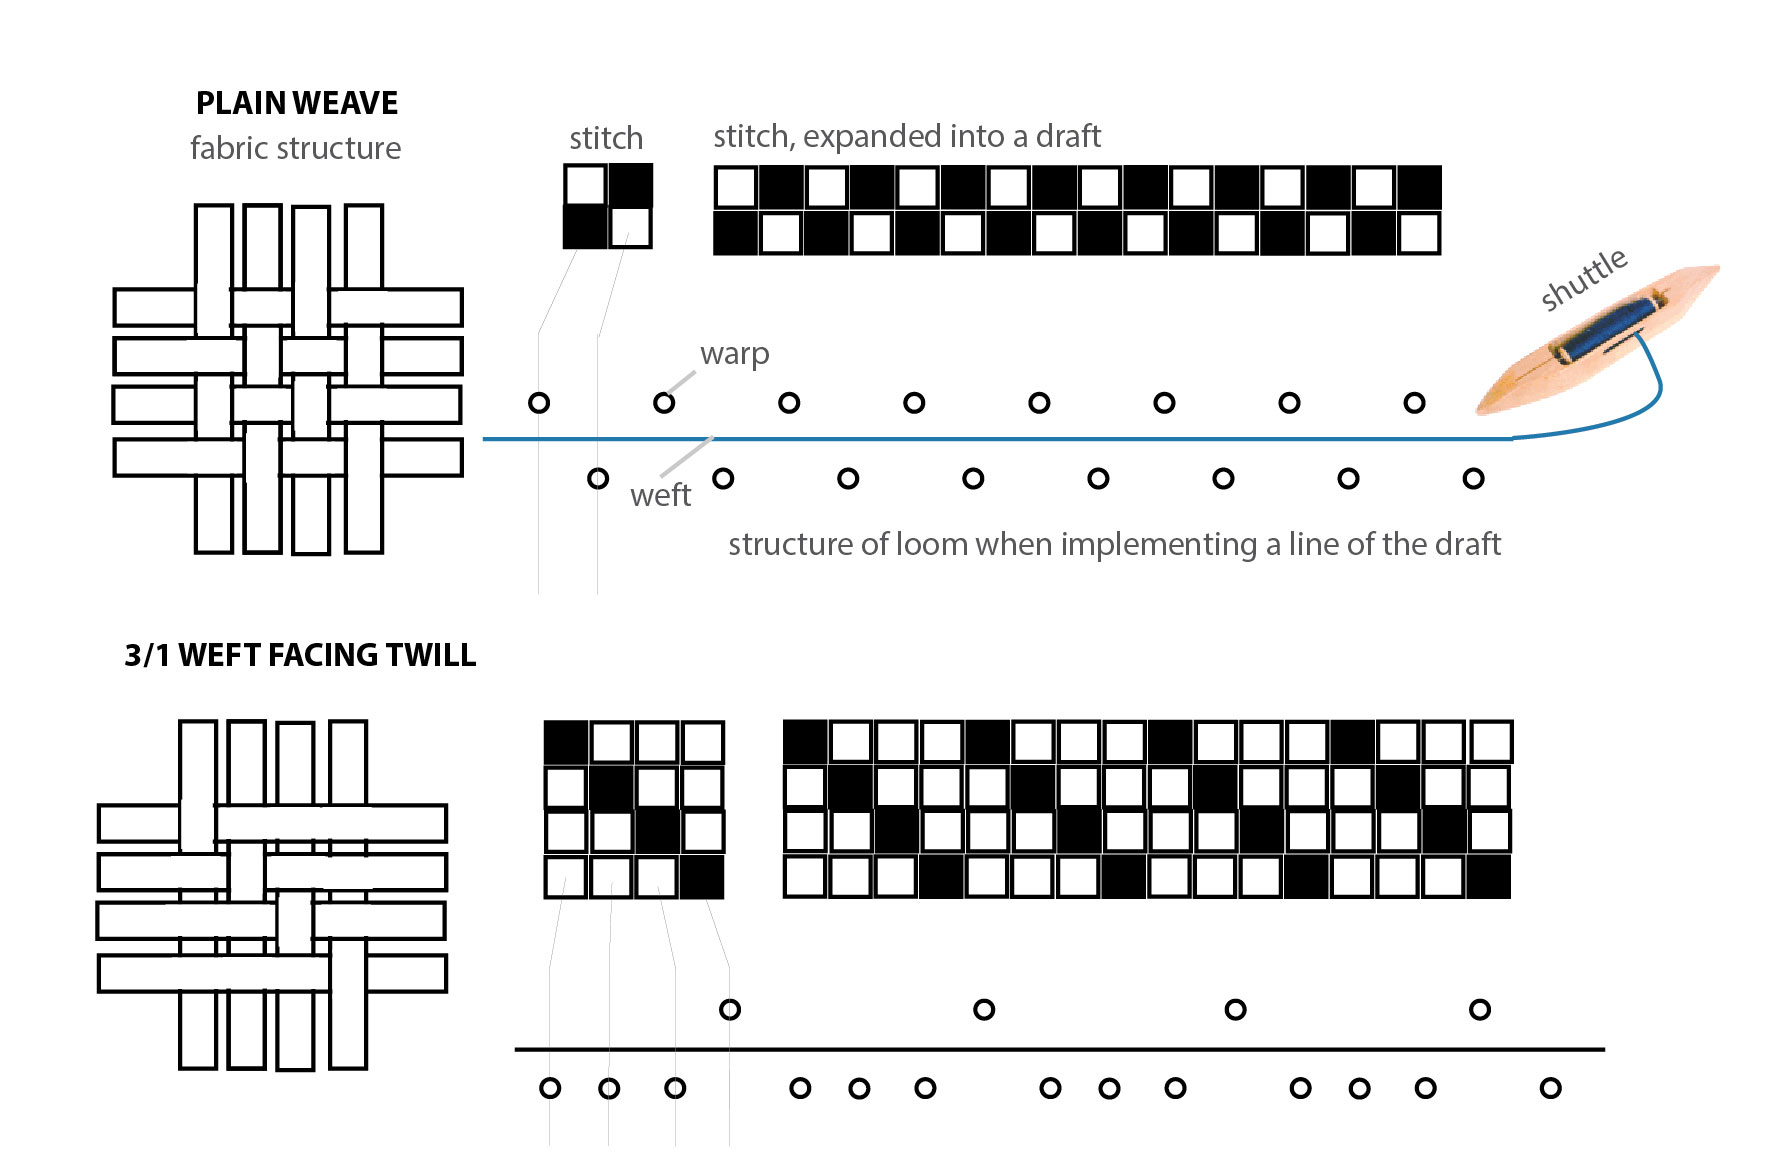 PLAIN WEAVE
fabric structure
stitch
stitch, expanded into a draft
shuttle
warp
weft
structure of loom when implementing a line of the draft
3/1 WEFT FACING TWILL